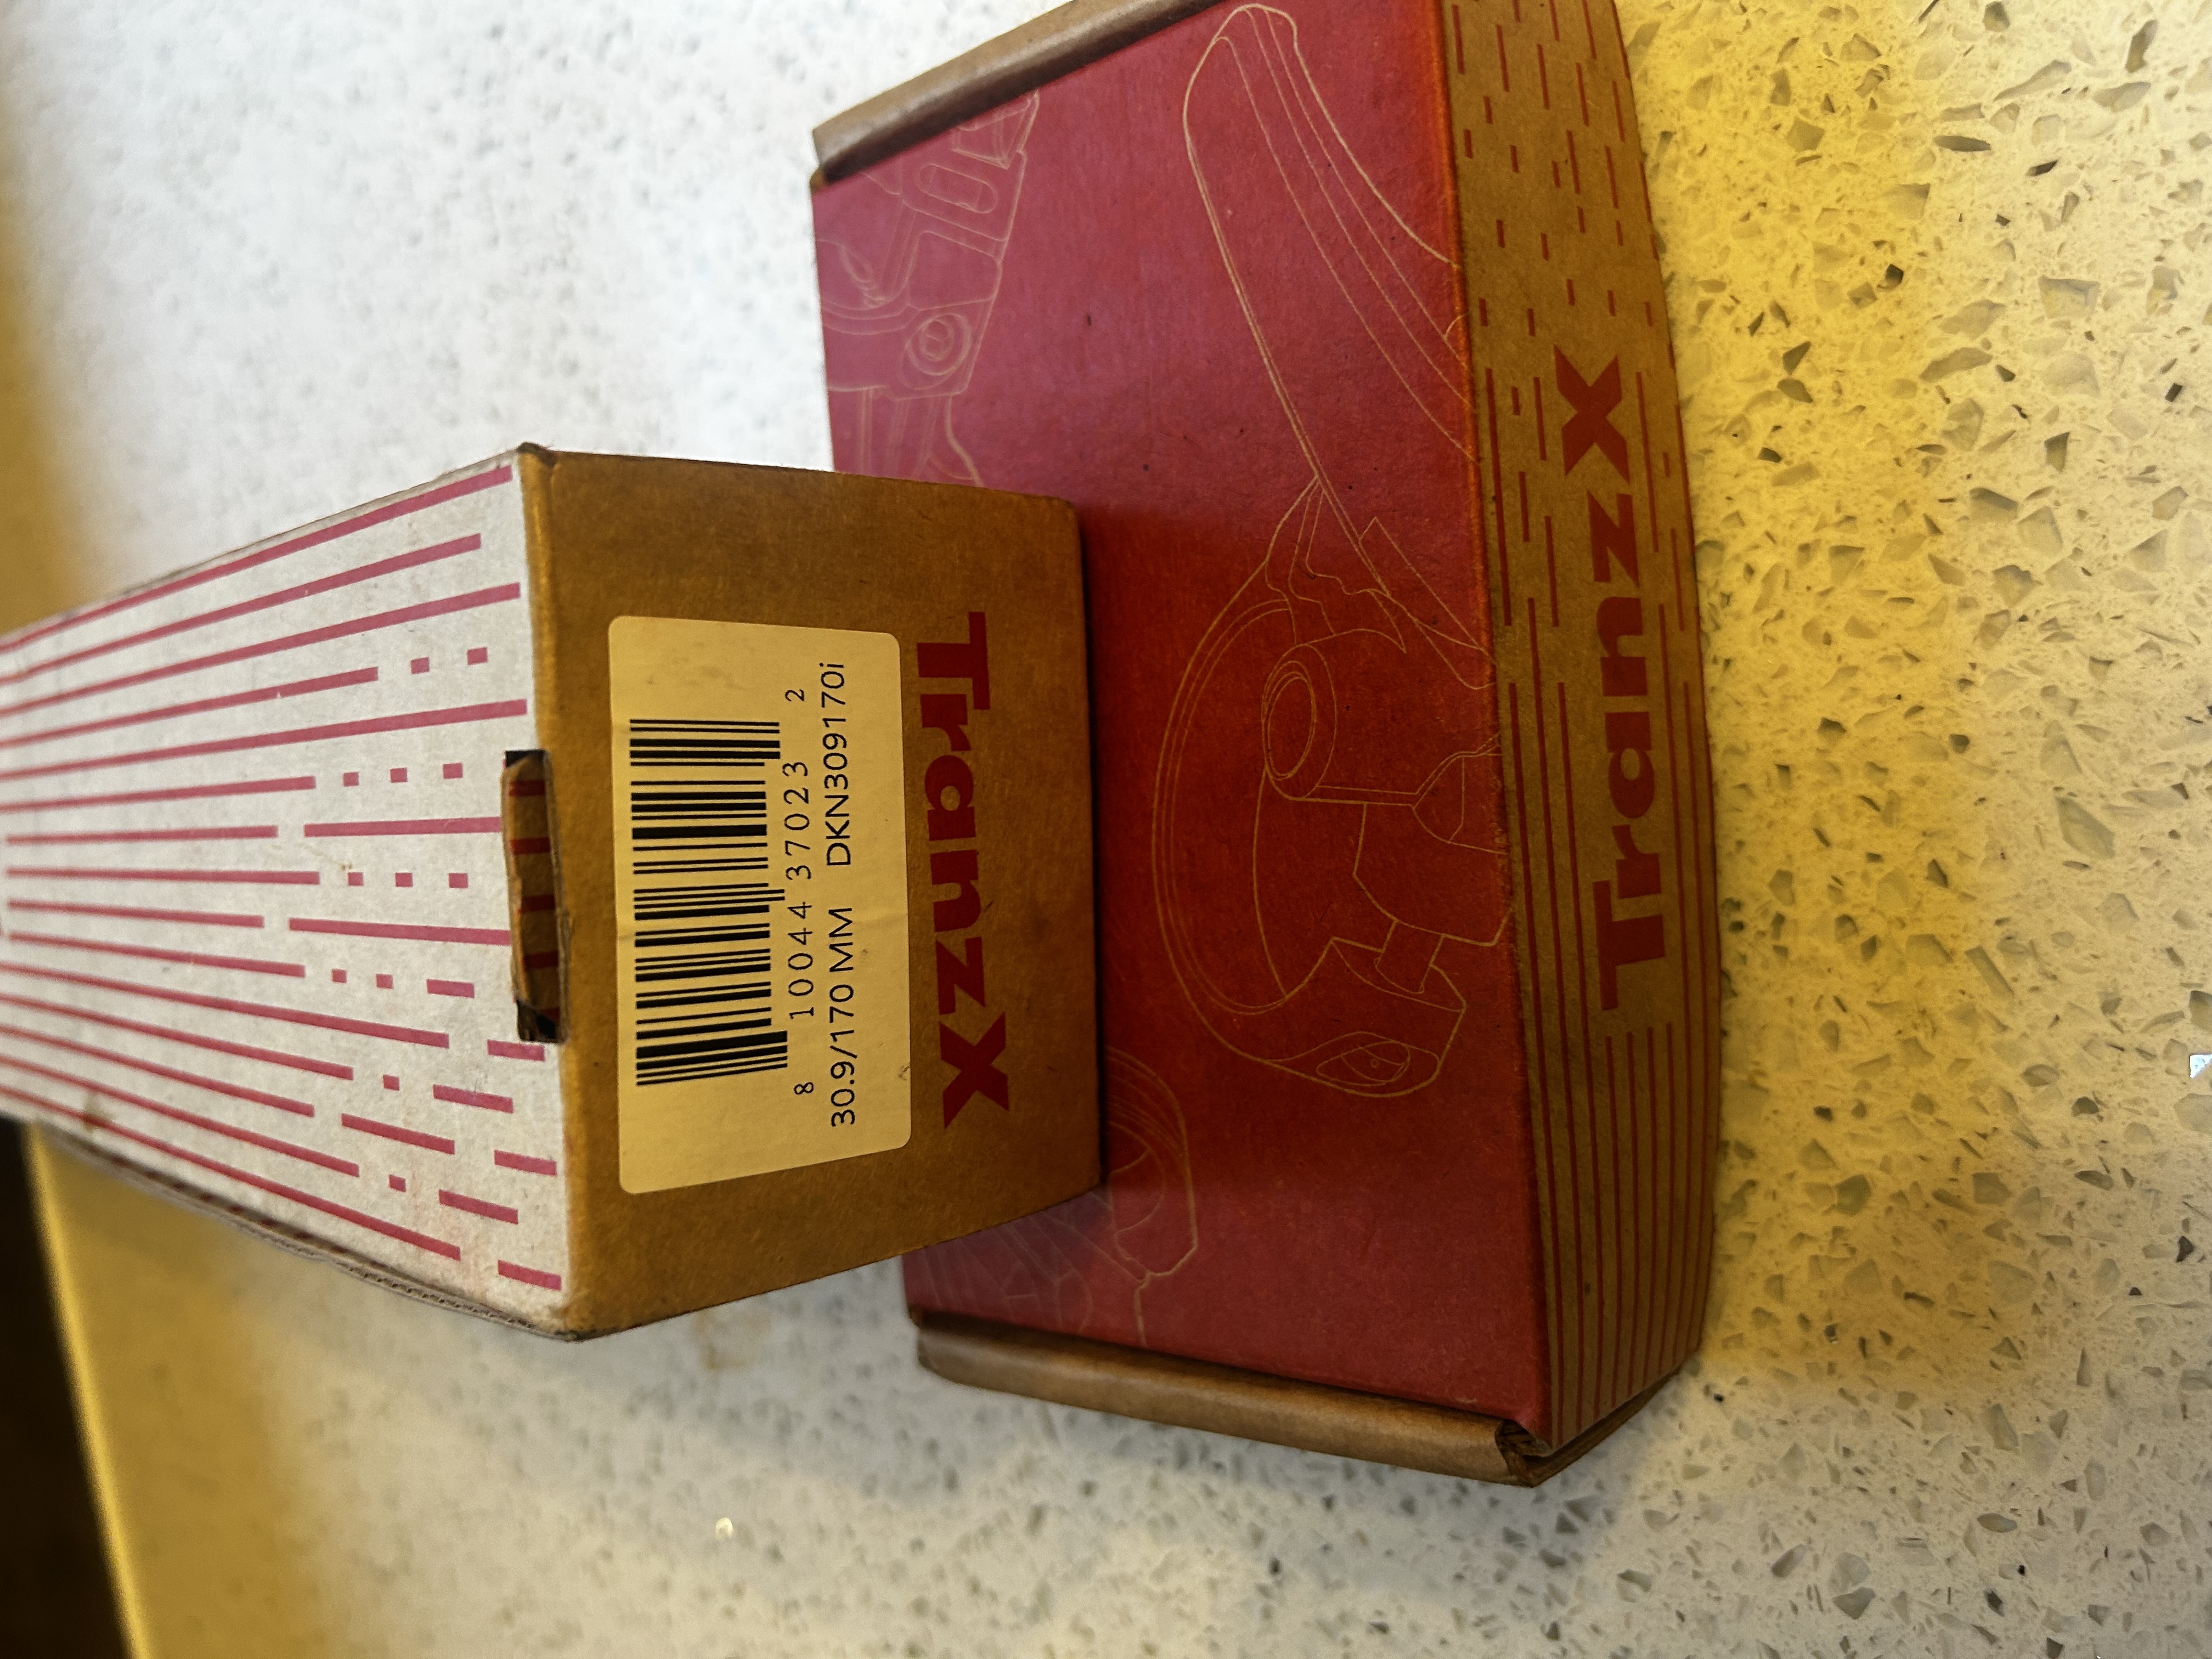 8 10044 37023 2
30.9/170 MM DKN309170i
TranzX
TranzX